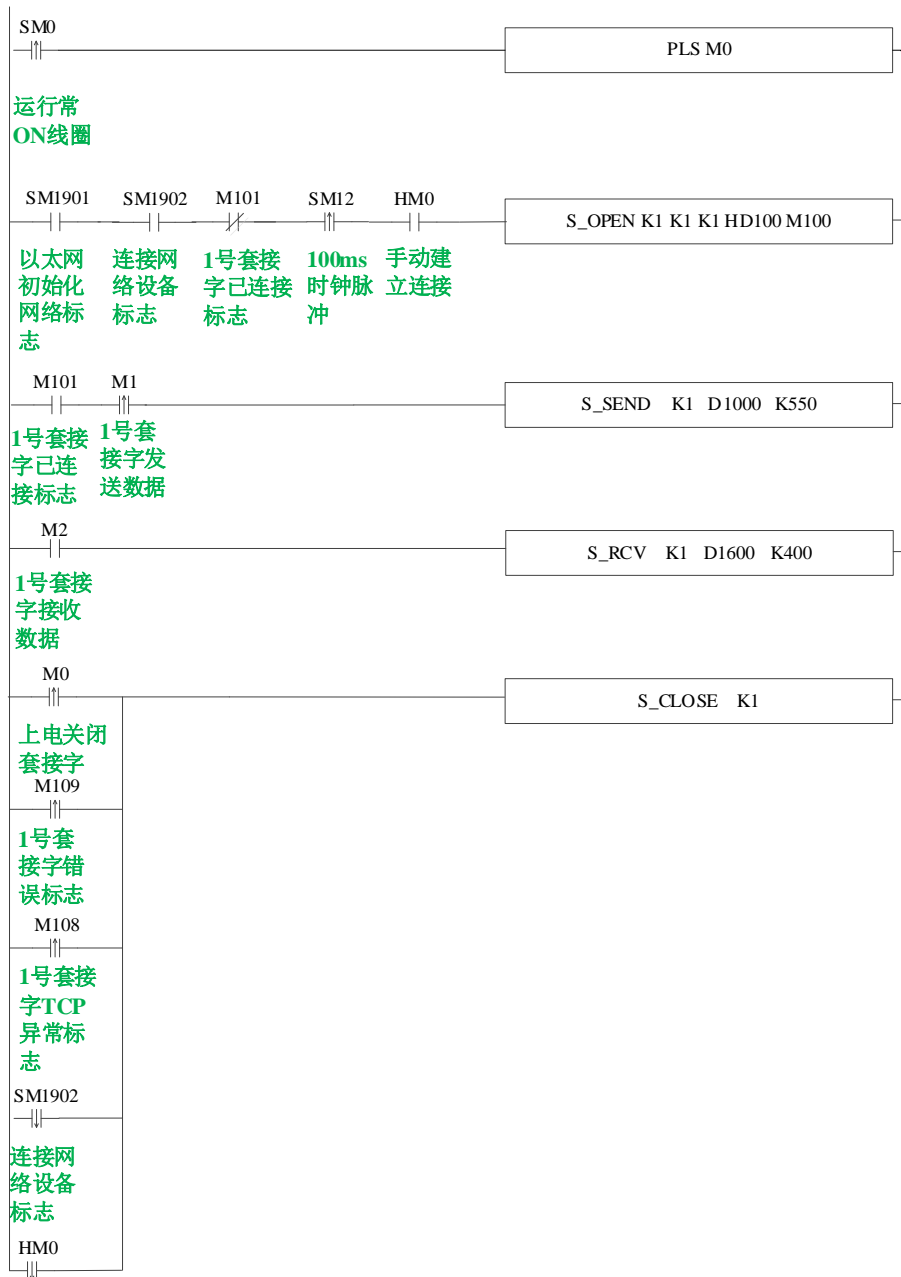 SM0
PLS M0
运行常
ON线圈
SM1901 SM1902 M101 SM12 HM0
S_OPEN K1 K1 K1 HD100 M100
以太网
初始化
网络标
志
连接网
络设备
标志
1号套接
字已连接
标志
100ms
时钟脉
冲
手动建
立连接
M101 M1
S_SEND K1 D1000 K550
1号套接
字已连
接标志
1号套
接字发
送数据
M2
S_RCV K1 D1600 K400
1号套接
字接收
数据
M0
S_CLOSE K1
上电关闭
套接字
M109
1号套
接字错
误标志
M108
1号套接
字TCP
异常标
志
SM1902
连接网
络设备
标志
HM0